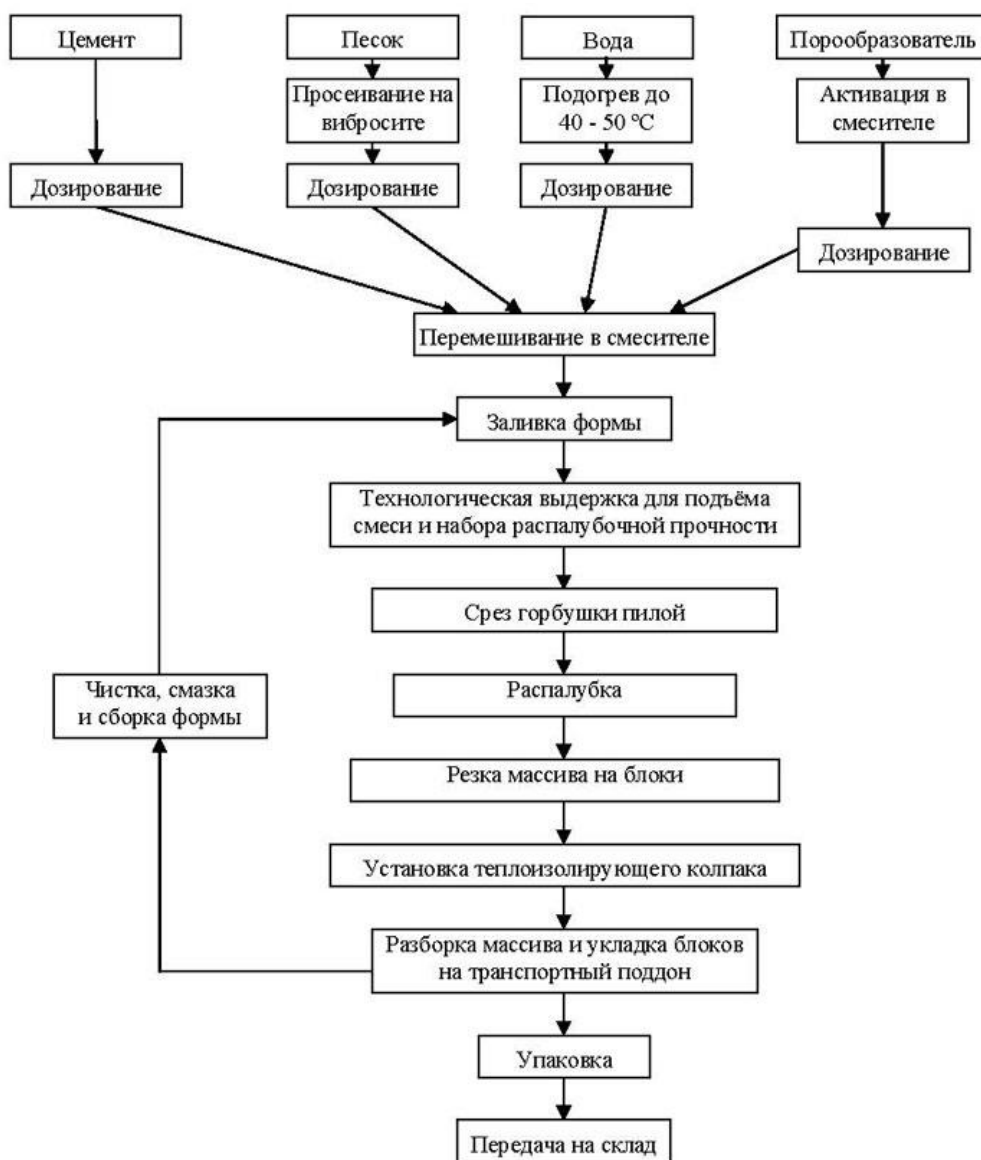 Цемент
Песок
Вода
Порообразователь
Просеивание на
вибросите
Подогрев до
40 - 50 °C
Активация в
смесителе
Дозирование
Дозирование
Дозирование
Дозирование
Перемешивание в смесителе
Заливка формы
Технологическая выдержка для подъёма
смеси и набора распалубочной прочности
Срез горбушки пилой
Чистка, смазка
и сборка формы
Распалубка
Резка массива на блоки
Установка теплоизолирующего колпака
Разборка массива и укладка блоков
на транспортный поддон
Упаковка
Передача на склад